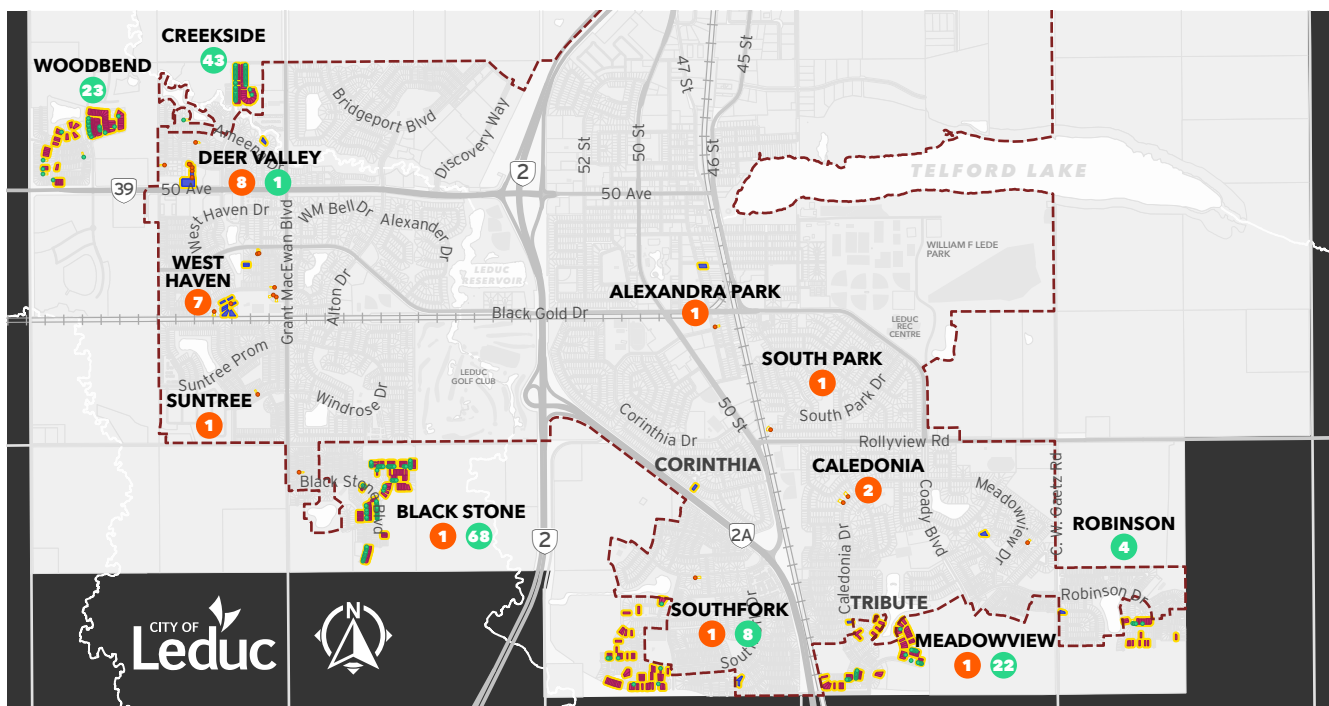 CREEKSIDE
43
WOODBEND
23
Bridgeport Blvd
Discovery Way
47 St
45 St
52 St
50 St
46 St
DEER VALLEY
8 1
39
50 Ave
2
50 Ave
TELFORD LAKE
West Haven Dr
WM Bell Dr
Alexander Dr
Grant MacEwan Blvd
WILLIAM F LEDE
PARK
WEST
HAVEN
7
Alton Dr
LEDUC
RESERVOIR
ALEXANDRA PARK
1
Black Gold Dr
LEDUC
REC
CENTRE
Suntree Prom
SOUTH PARK
1
LEDUC
GOLF CLUB
Windrose Dr
South Park Dr
SUNTREE
1
Corinthia Dr
50 St
Rollyview Rd
CORINTHIA
CALEDONIA
2
Black Stone Blvd
BLACK STONE
1 68
Coady Blvd
Meadowview Dr
C. W. Gaetz Rd
ROBINSON
4
2
2A
Caledonia Dr
Robinson Dr
TRIBUTE
SOUTHFORK
1 8
MEADOWVIEW
1 22
CITY OF
Leduc
N